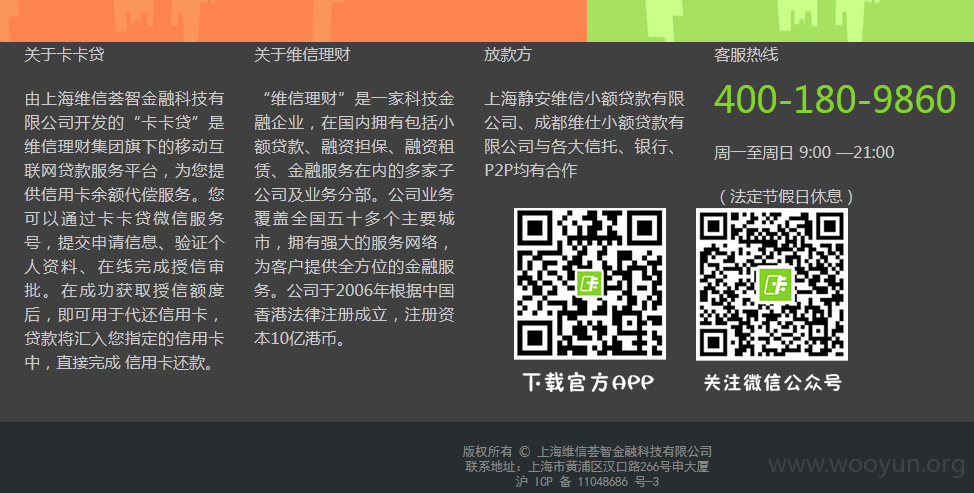 关于卡卡贷
由上海维信荟智金融科技有
限公司开发的“卡卡贷”是
维信理财集团旗下的移动互
联网贷款服务平台，为您提
供信用卡余额代偿服务。您
可以通过卡卡贷微信服务
号，提交申请信息、验证个
人资料、在线完成授信审
批。在成功获取授信额度
后，即可用于代还信用卡，
贷款将汇入您指定的信用卡
中，直接完成 信用卡还款。
关于维信理财
“维信理财”是一家科技金
融企业，在国内拥有包括小
额贷款、融资担保、融资租
赁、金融服务在内的多家子
公司及业务分部。公司业务
覆盖全国五十多个主要城
市，拥有强大的服务网络，
为客户提供全方位的金融服
务。公司于2006年根据中国
香港法律注册成立，注册资
本10亿港币。
放款方
上海静安维信小额贷款有限
公司、成都维仕小额贷款有
限公司与各大信托、银行、
P2P均有合作
客服热线
400-180-9860
周一至周日 9:00 —21:00
（法定节假日休息）
下载官方APP
关注微信公众号
版权所有 © 上海维信荟智金融科技有限公司
联系地址：上海市黄浦区汉口路266号申大厦
沪 ICP 备 11048686 号-3
www.wooyun.org